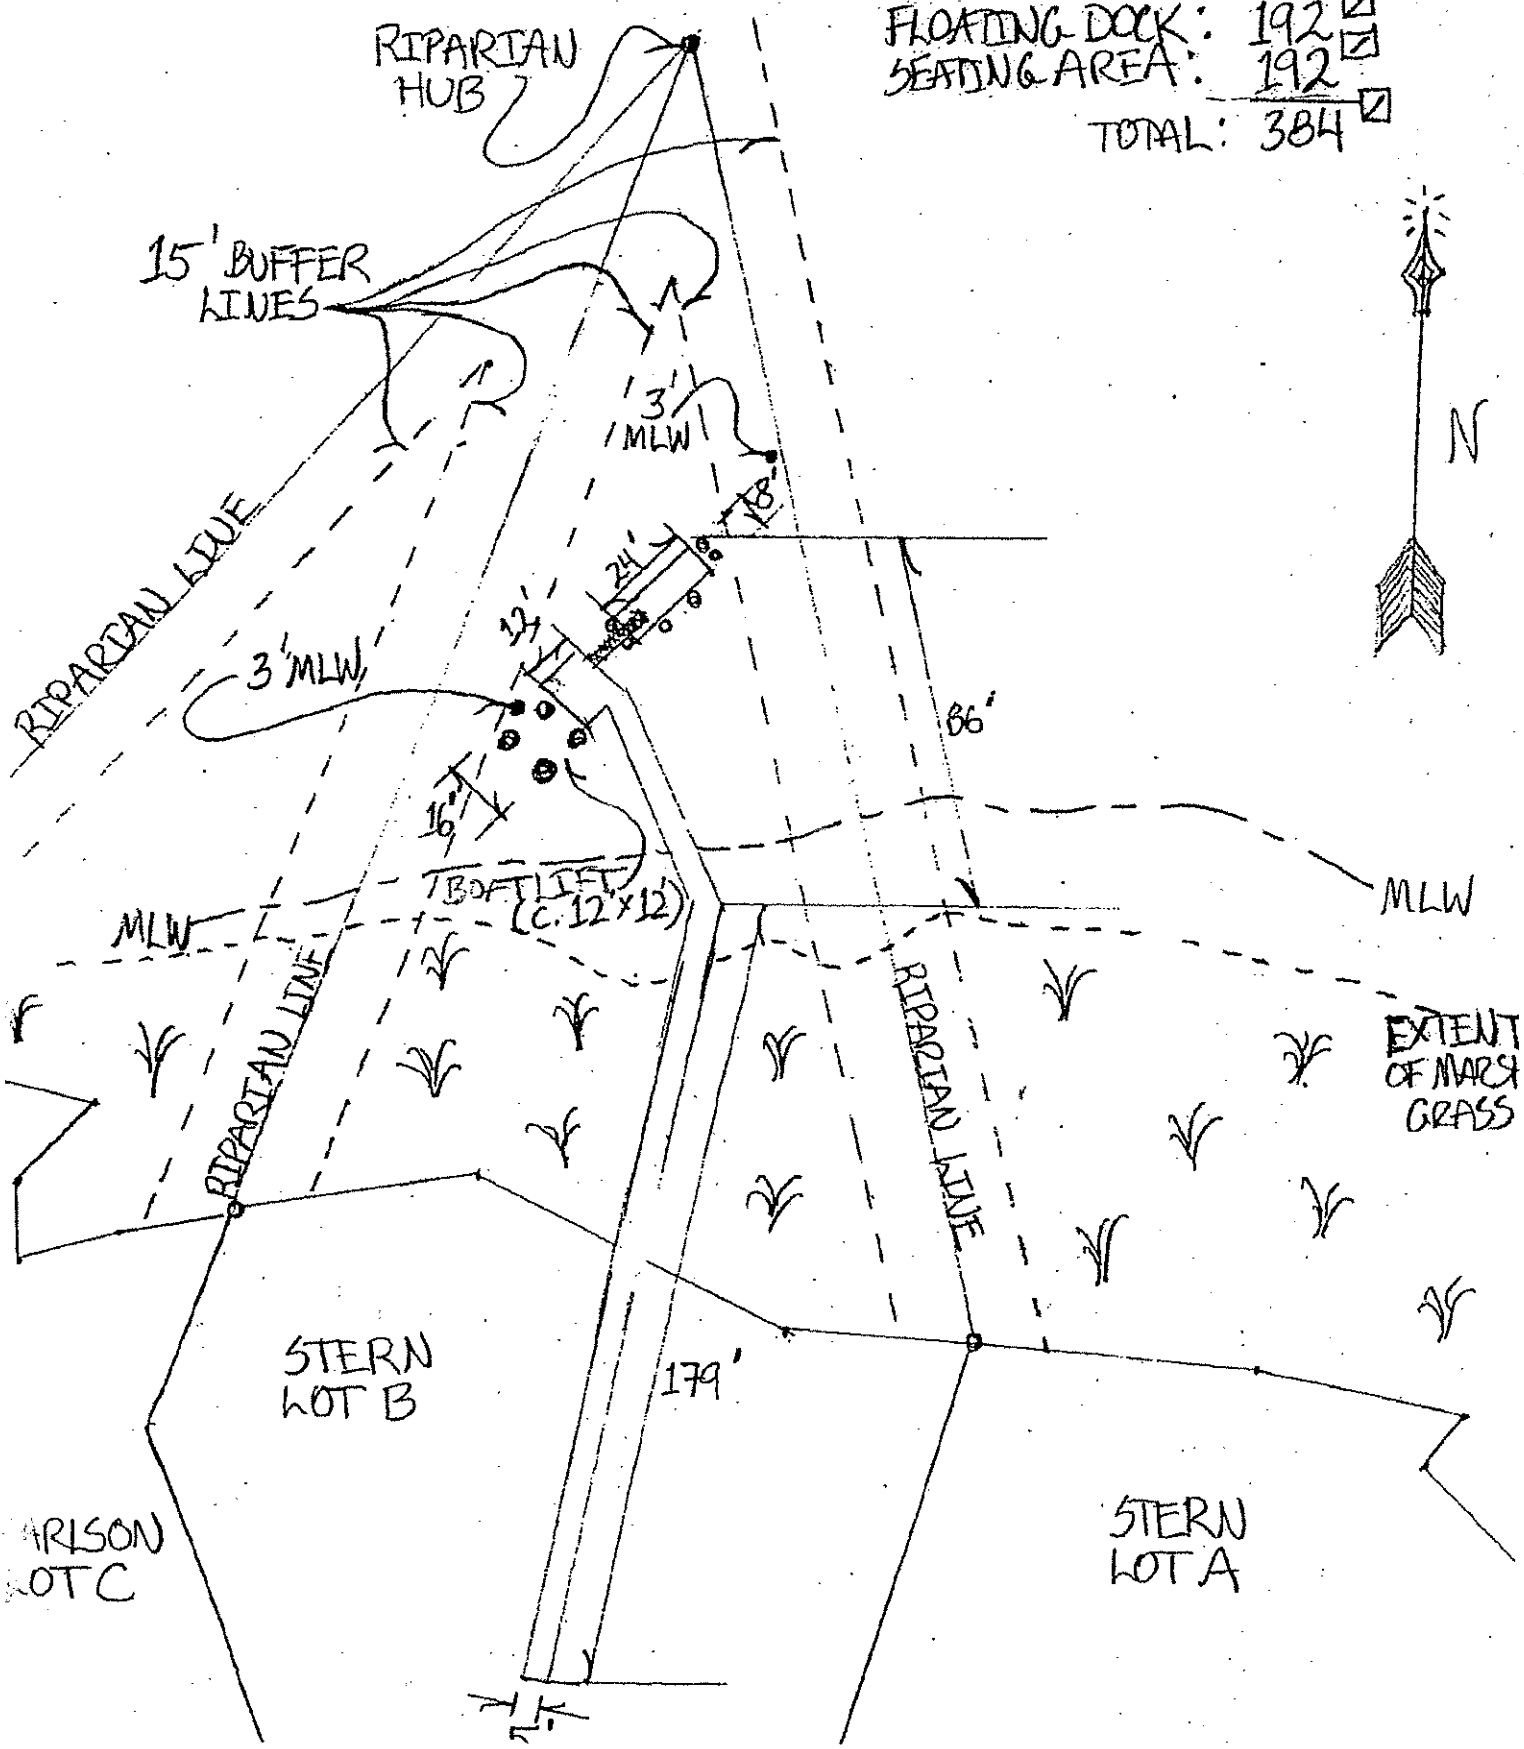 FLOATING DOCK: 192
SEATING AREA: 192
TOTAL: 384
RIPARIAN
HUB
15' BUFFER
LINES
N
3'
MLW
8'
24'
12'
RIPARIAN LINE
3' MLW
86'
16'
BOATLIFT
(C. 12'X12')
MLW
MLW
RIPARIAN LINE
RIPARIAN LINE
EXTENT
OF MARSH
GRASS
STERN
LOT B
179'
ARISON
LOT C
STERN
LOT A
5'